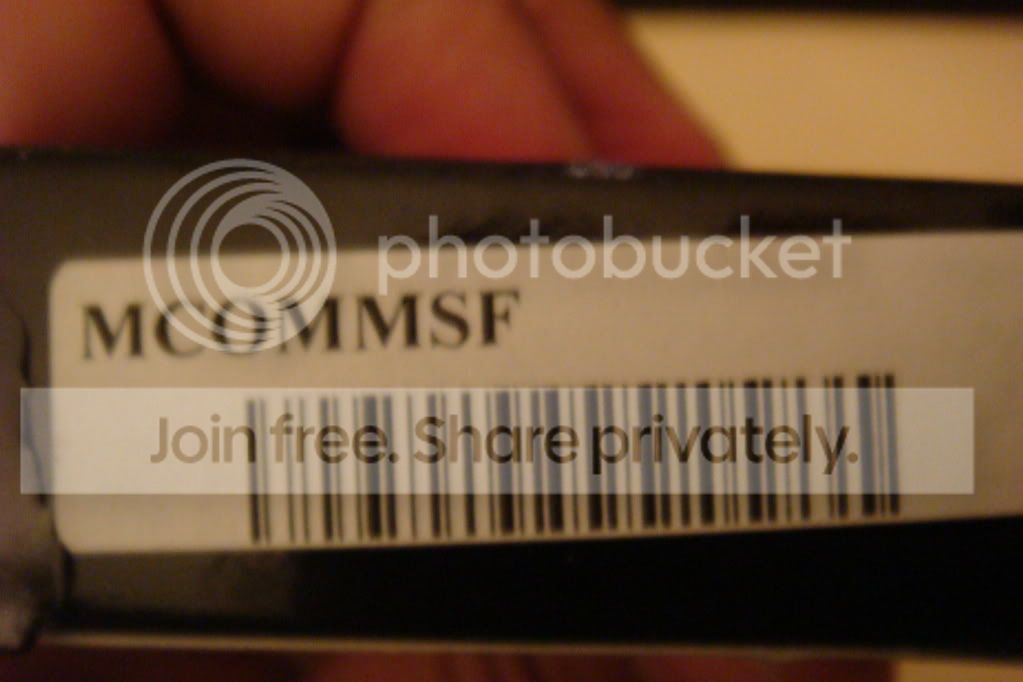 photobucket
MCOMMSF
Join free. Share privately.